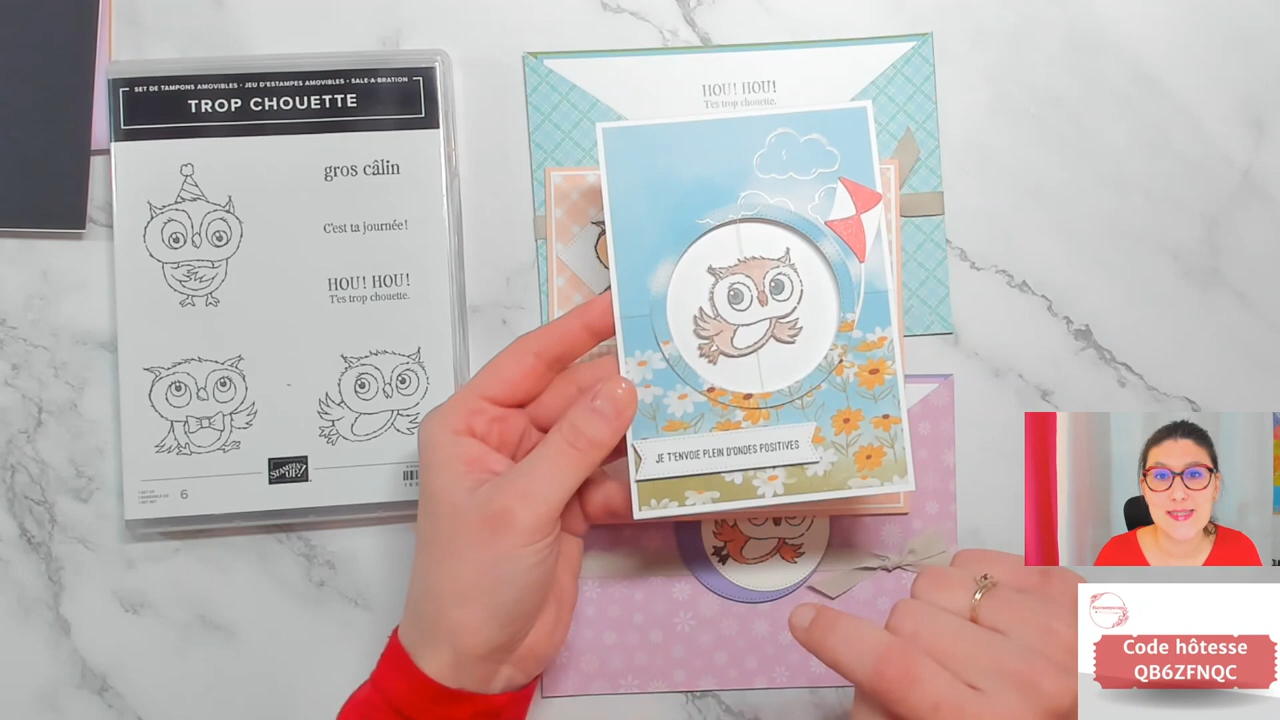 SET DE TAMPONS AMOVIBLES • JEU D'ESTAMPES AMOVIBLES • SALE-A-BRATION
TROP CHOUETTE
gros câlin
C'est ta journée!
HOU! HOU!
T'es trop chouette.
STAMPIN' UP!
6
HOU! HOU!
T'es trop chouette.
JE T'ENVOIE PLEIN D'ONDES POSITIVES
Code hôtesse
QB6ZFNQC